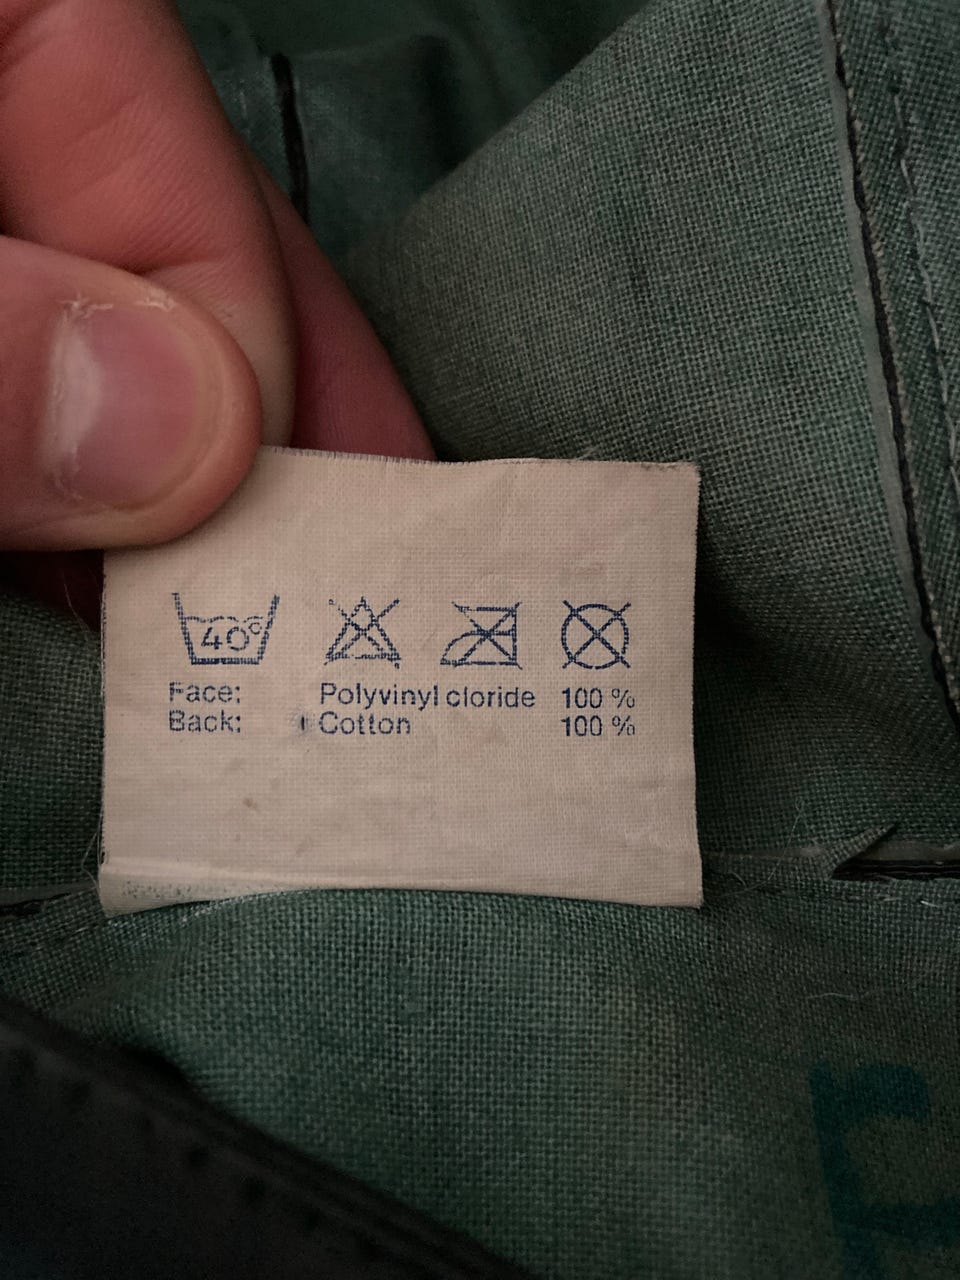 40°
Face: Polyvinyl cloride 100 %
Back: Cotton 100 %